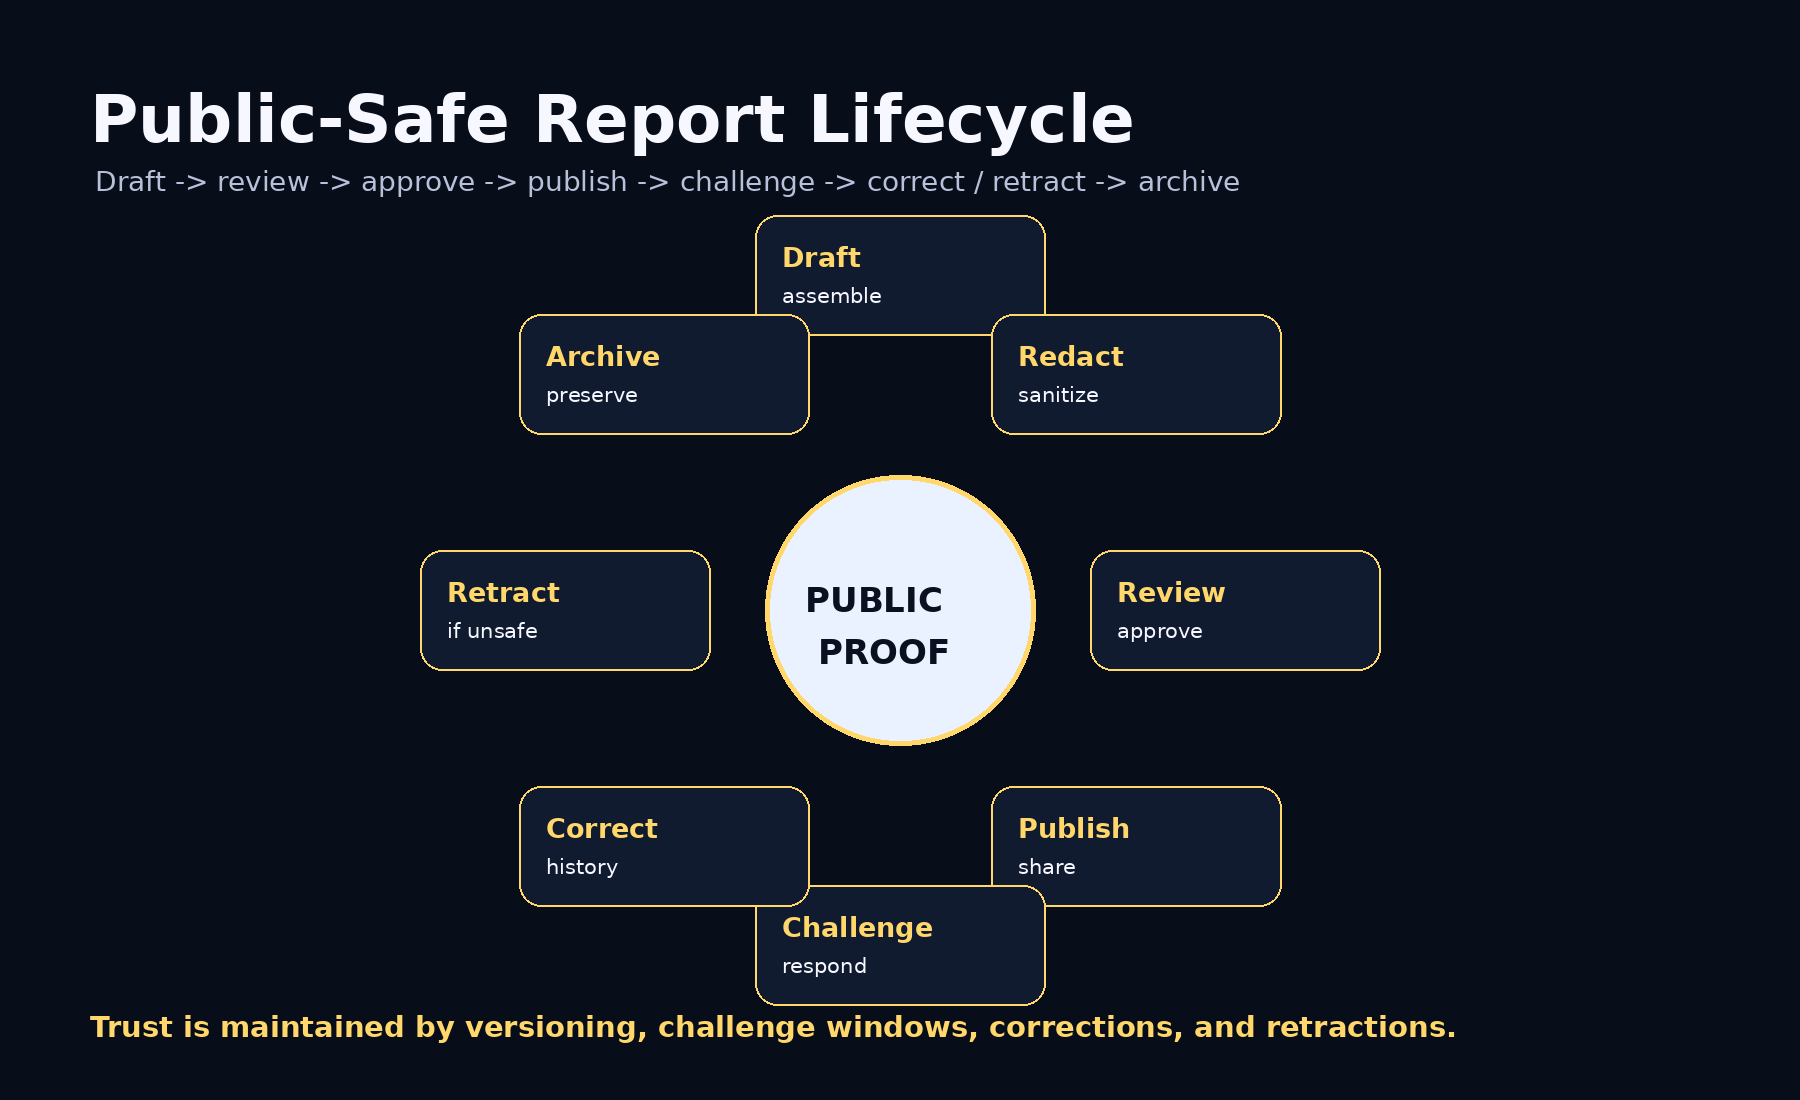 Public-Safe Report Lifecycle
Draft -> review -> approve -> publish -> challenge -> correct / retract -> archive
Draft
assemble
Redact
sanitize
Review
approve
Publish
share
Challenge
respond
Correct
history
Retract
if unsafe
Archive
preserve
PUBLIC
PROOF
Trust is maintained by versioning, challenge windows, corrections, and retractions.